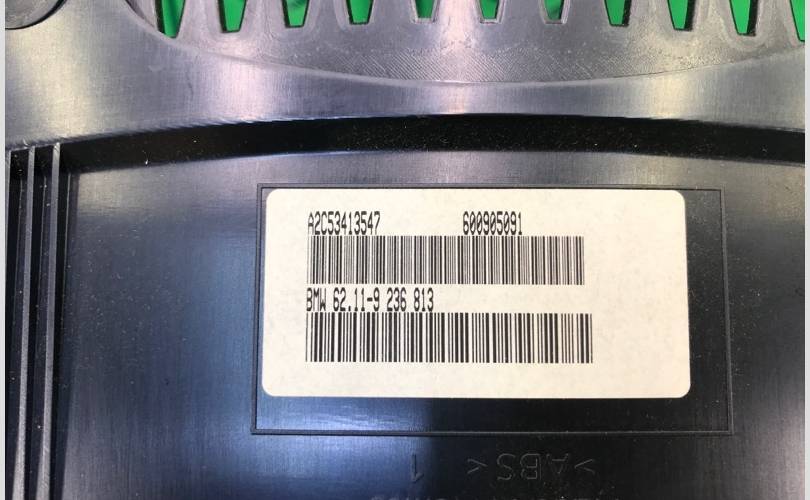 A2C53413547 600905091
BMW 62.11-9 236 813
>ABS< 1